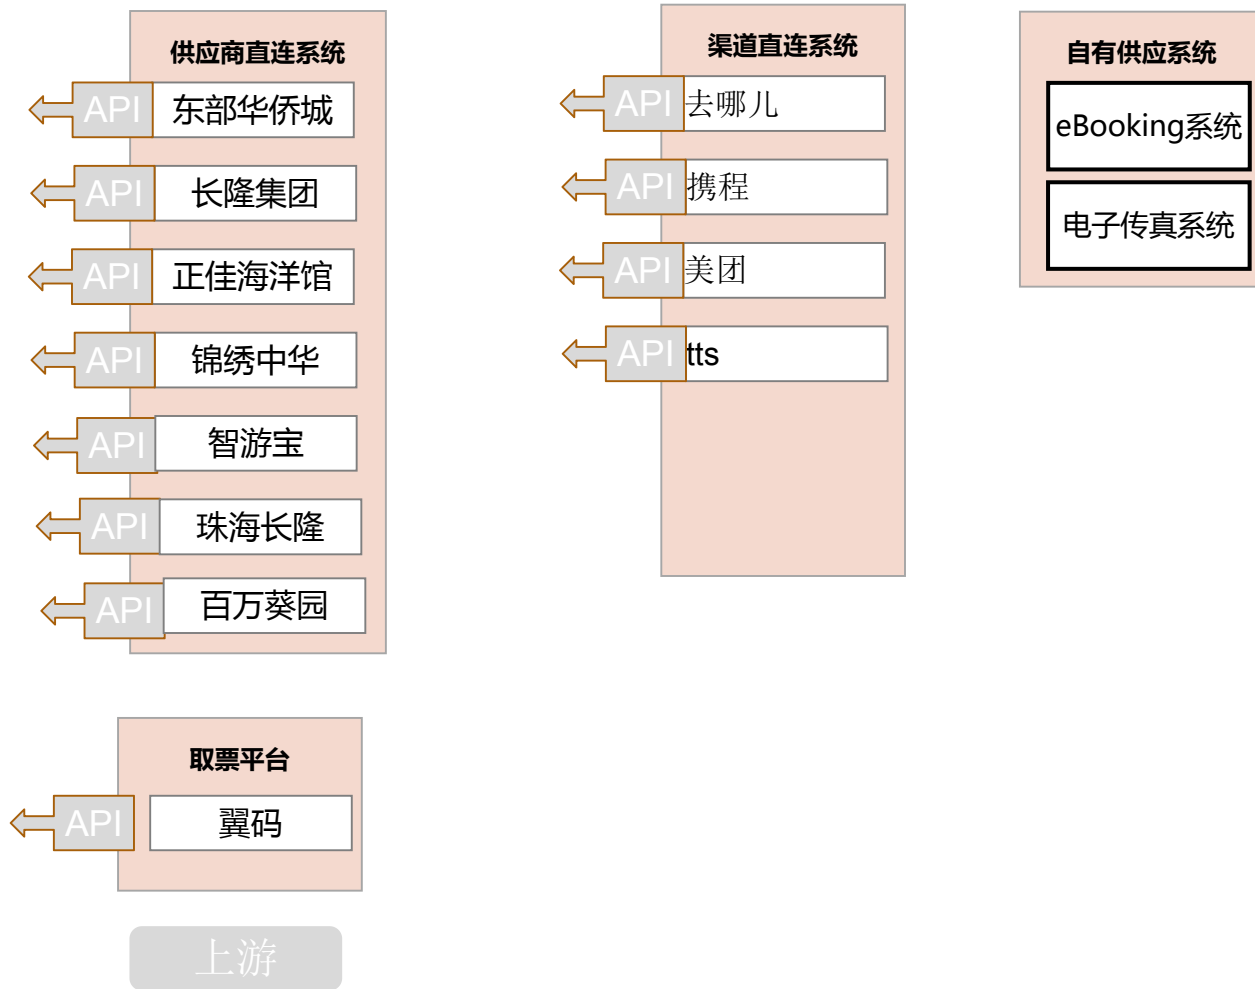 供应商直连系统
API 东部华侨城
API 长隆集团
API 正佳海洋馆
API 锦绣中华
API 智游宝
API 珠海长隆
API 百万葵园
渠道直连系统
API 去哪儿
API 携程
API 美团
API tts
自有供应系统
eBooking系统
电子传真系统
取票平台
API 翼码
上游